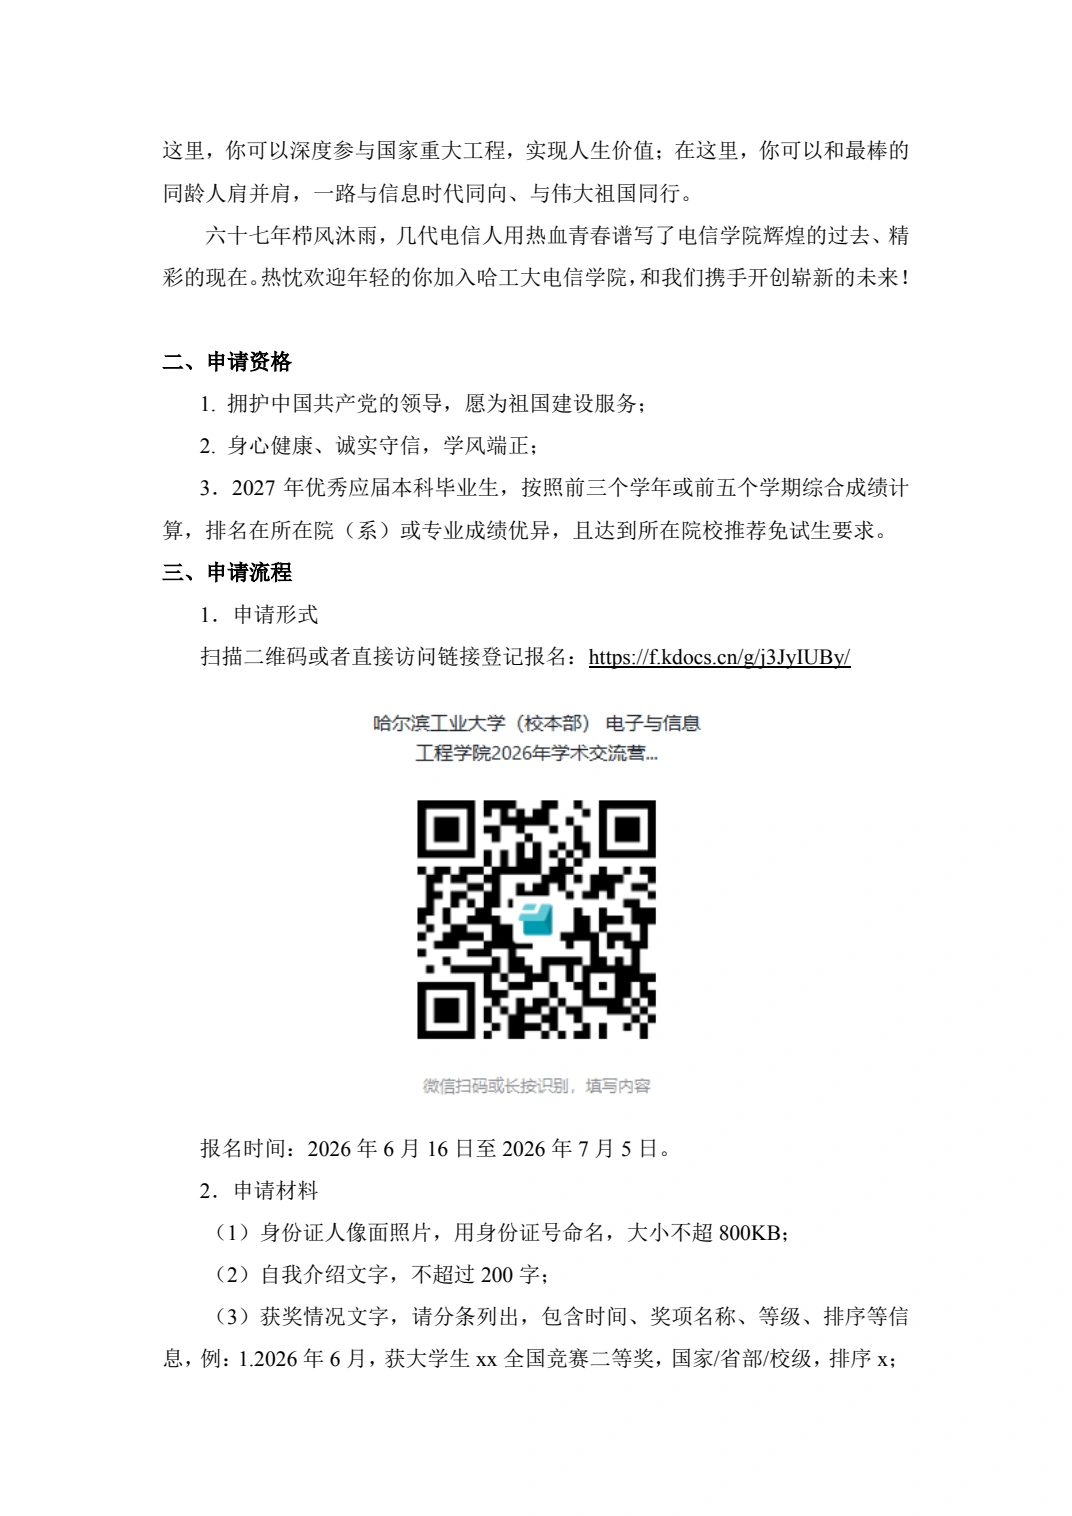 这里，你可以深度参与国家重大工程，实现人生价值；在这里，你可以和最棒的
同龄人肩并肩，一路与信息时代同向、与伟大祖国同行。
六十七年栉风沐雨，几代电信人用热血青春谱写了电信学院辉煌的过去、精
彩的现在。热忱欢迎年轻的你加入哈工大电信学院，和我们携手开创崭新的未来！
二、申请资格
1. 拥护中国共产党的领导，愿为祖国建设服务；
2. 身心健康、诚实守信，学风端正；
3．2027 年优秀应届本科毕业生，按照前三个学年或前五个学期综合成绩计
算，排名在所在院（系）或专业成绩优异，且达到所在院校推荐免试生要求。
三、申请流程
1．申请形式
扫描二维码或者直接访问链接登记报名：https://f.kdocs.cn/g/j3JyIUBy/
哈尔滨工业大学（校本部） 电子与信息
工程学院2026年学术交流营...
微信扫码或长按识别，填写内容
报名时间：2026 年 6 月 16 日至 2026 年 7 月 5 日。
2．申请材料
（1）身份证人像面照片，用身份证号命名，大小不超 800KB；
（2）自我介绍文字，不超过 200 字；
（3）获奖情况文字，请分条列出，包含时间、奖项名称、等级、排序等信
息，例：1.2026 年 6 月，获大学生 xx 全国竞赛二等奖，国家/省部/校级，排序 x；